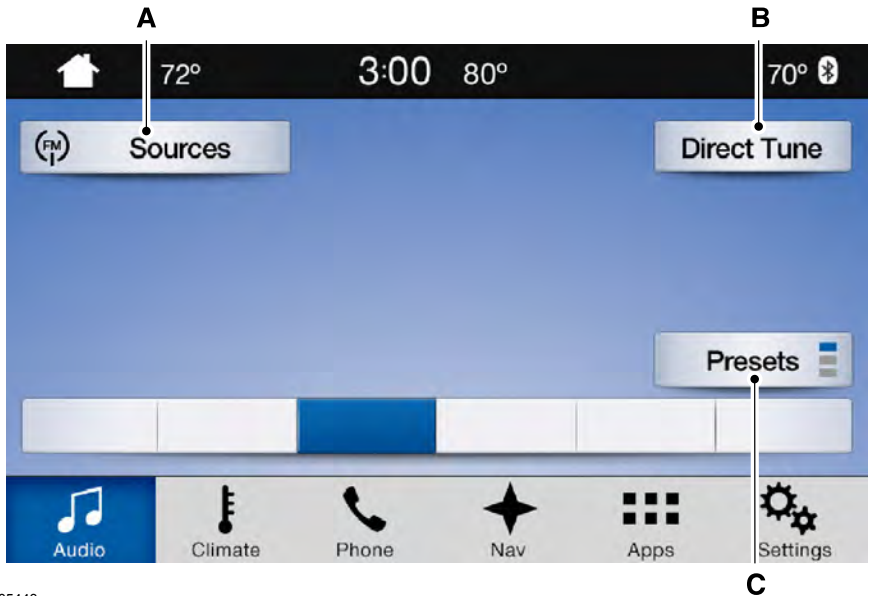 A B
72° 3:00 80° 70°
FM Sources Direct Tune
Presets
Audio Climate Phone Nav Apps Settings
C